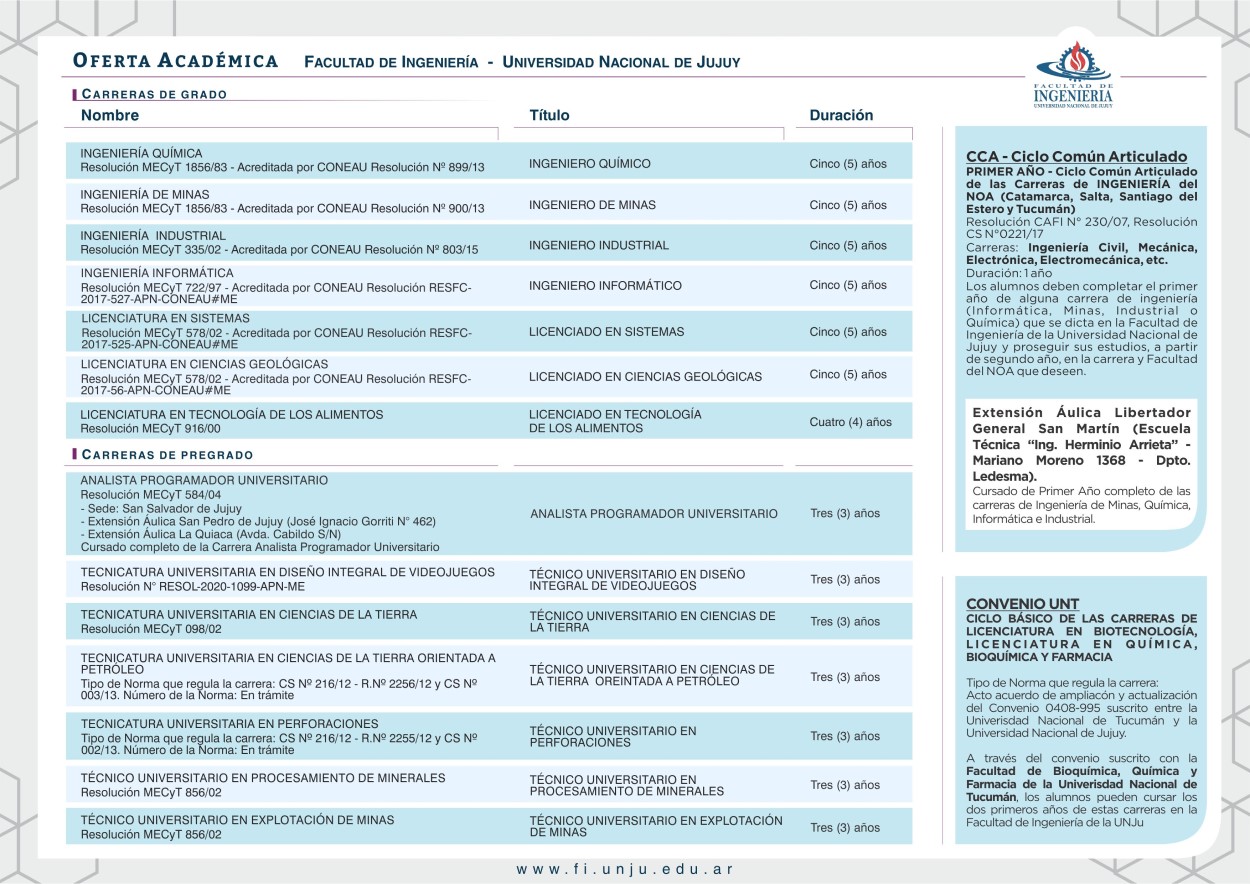 OFERTA ACADÉMICA FACULTAD DE INGENIERÍA - UNIVERSIDAD NACIONAL DE JUJUY
FACULTAD DE
INGENIERIA
UNIVERSIDAD NACIONAL DE JUJUY
CARRERAS DE GRADO
Nombre Título Duración
INGENIERÍA QUÍMICA
Resolución MECyT 1856/83 - Acreditada por CONEAU Resolución Nº 899/13
INGENIERO QUÍMICO
Cinco (5) años
INGENIERÍA DE MINAS
Resolución MECyT 1856/83 - Acreditada por CONEAU Resolución Nº 900/13
INGENIERO DE MINAS
Cinco (5) años
INGENIERÍA INDUSTRIAL
Resolución MECyT 335/02 - Acreditada por CONEAU Resolución Nº 803/15
INGENIERO INDUSTRIAL
Cinco (5) años
INGENIERÍA INFORMÁTICA
Resolución MECyT 722/97 - Acreditada por CONEAU Resolución RESFC-
2017-527-APN-CONEAU#ME
INGENIERO INFORMÁTICO
Cinco (5) años
LICENCIATURA EN SISTEMAS
Resolución MECyT 578/02 - Acreditada por CONEAU Resolución RESFC-
2017-525-APN-CONEAU#ME
LICENCIADO EN SISTEMAS
Cinco (5) años
LICENCIATURA EN CIENCIAS GEOLÓGICAS
Resolución MECyT 578/02 - Acreditada por CONEAU Resolución RESFC-
2017-56-APN-CONEAU#ME
LICENCIADO EN CIENCIAS GEOLÓGICAS
Cinco (5) años
LICENCIATURA EN TECNOLOGÍA DE LOS ALIMENTOS
Resolución MECyT 916/00
LICENCIADO EN TECNOLOGÍA
DE LOS ALIMENTOS
Cuatro (4) años
CARRERAS DE PREGRADO
ANALISTA PROGRAMADOR UNIVERSITARIO
Resolución MECyT 584/04
- Sede: San Salvador de Jujuy
- Extensión Áulica San Pedro de Jujuy (José Ignacio Gorriti N° 462)
- Extensión Áulica La Quiaca (Avda. Cabildo S/N)
Cursado completo de la Carrera Analista Programador Universitario
ANALISTA PROGRAMADOR UNIVERSITARIO
Tres (3) años
TECNICATURA UNIVERSITARIA EN DISEÑO INTEGRAL DE VIDEOJUEGOS
Resolución N° RESOL-2020-1099-APN-ME
TÉCNICO UNIVERSITARIO EN DISEÑO
INTEGRAL DE VIDEOJUEGOS
Tres (3) años
TECNICATURA UNIVERSITARIA EN CIENCIAS DE LA TIERRA
Resolución MECyT 098/02
TÉCNICO UNIVERSITARIO EN CIENCIAS DE
LA TIERRA
Tres (3) años
TECNICATURA UNIVERSITARIA EN CIENCIAS DE LA TIERRA ORIENTADA A
PETRÓLEO
Tipo de Norma que regula la carrera: CS Nº 216/12 - R.Nº 2256/12 y CS Nº
003/13. Número de la Norma: En trámite
TÉCNICO UNIVERSITARIO EN CIENCIAS DE
LA TIERRA OREINTADA A PETRÓLEO
Tres (3) años
TECNICATURA UNIVERSITARIA EN PERFORACIONES
Tipo de Norma que regula la carrera: CS Nº 216/12 - R.Nº 2255/12 y CS Nº
002/13. Número de la Norma: En trámite
TÉCNICO UNIVERSITARIO EN
PERFORACIONES
Tres (3) años
TÉCNICO UNIVERSITARIO EN PROCESAMIENTO DE MINERALES
Resolución MECyT 856/02
TÉCNICO UNIVERSITARIO EN
PROCESAMIENTO DE MINERALES
Tres (3) años
TÉCNICO UNIVERSITARIO EN EXPLOTACIÓN DE MINAS
Resolución MECyT 856/02
TÉCNICO UNIVERSITARIO EN EXPLOTACIÓN
DE MINAS
Tres (3) años
CCA - Ciclo Común Articulado
PRIMER AÑO - Ciclo Común Articulado
de las Carreras de INGENIERÍA del
NOA (Catamarca, Salta, Santiago del
Estero y Tucumán)
Resolución CAFI N° 230/07, Resolución
CS N°0221/17
Carreras: Ingeniería Civil, Mecánica,
Electrónica, Electromecánica, etc.
Duración: 1 año
Los alumnos deben completar el primer
año de alguna carrera de ingeniería
(Informática, Minas, Industrial o
Química) que se dicta en la Facultad de
Ingeniería de la Universidad Nacional de
Jujuy y proseguir sus estudios, a partir
de segundo año, en la carrera y Facultad
del NOA que deseen.
Extensión Áulica Libertador
General San Martín (Escuela
Técnica “Ing. Herminio Arrieta” -
Mariano Moreno 1368 - Dpto.
Ledesma).
Cursado de Primer Año completo de las
carreras de Ingeniería de Minas, Química,
Informática e Industrial.
CONVENIO UNT
CICLO BÁSICO DE LAS CARRERAS DE
LICENCIATURA EN BIOTECNOLOGÍA,
LICENCIATURA EN QUÍMICA,
BIOQUÍMICA Y FARMACIA
Tipo de Norma que regula la carrera:
Acto acuerdo de ampliacón y actualización
del Convenio 0408-995 suscrito entre la
Univerisdad Nacional de Tucumán y la
Universidad Nacional de Jujuy.
A través del convenio suscrito con la
Facultad de Bioquímica, Química y
Farmacia de la Univerisdad Nacional de
Tucumán, los alumnos pueden cursar los
dos primeros años de estas carreras en la
Facultad de Ingeniería de la UNJu
www.fi.unju.edu.ar